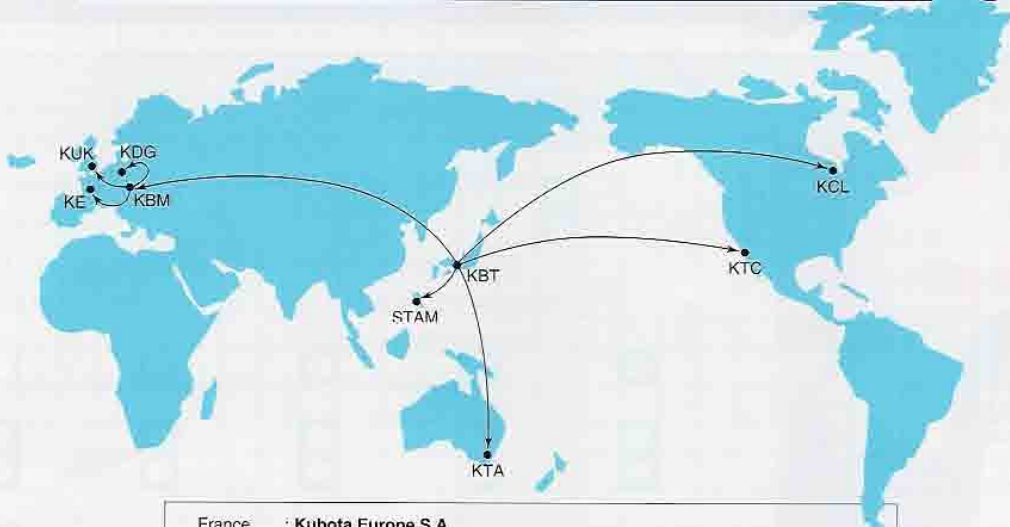 KUK KDG
KE KBM
KCL
KTC
KBT
STAM
KTA
France : Kubota Europe S.A.